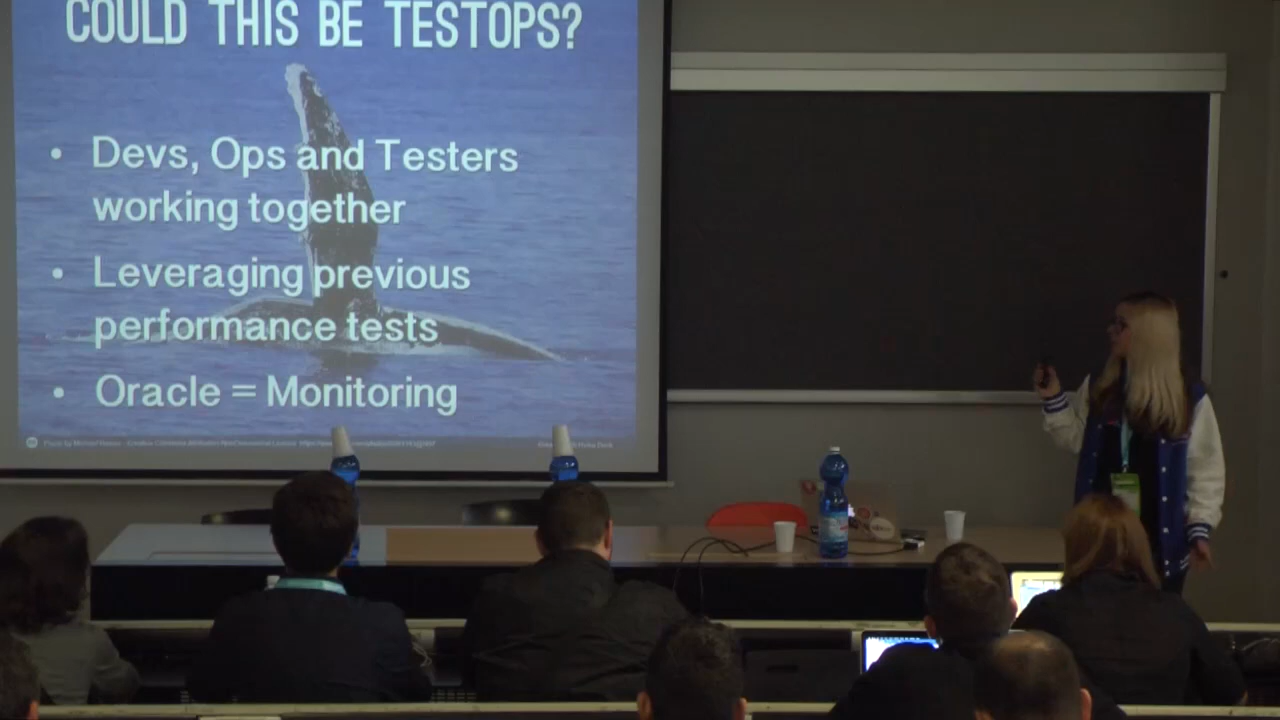 COULD THIS BE TESTOPS?
• Devs, Ops and Testers
working together
• Leveraging previous
performance tests
• Oracle = Monitoring